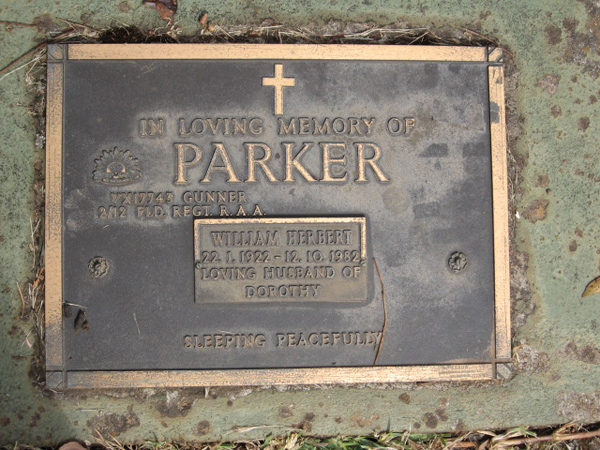 IN LOVING MEMORY OF
PARKER
VX17749 GUNNER
2/12 FLD. REGT. R.A.A.
WILLIAM HERBERT
22.1.1922 - 12.10.1982
LOVING HUSBAND OF
DOROTHY
SLEEPING PEACEFULLY